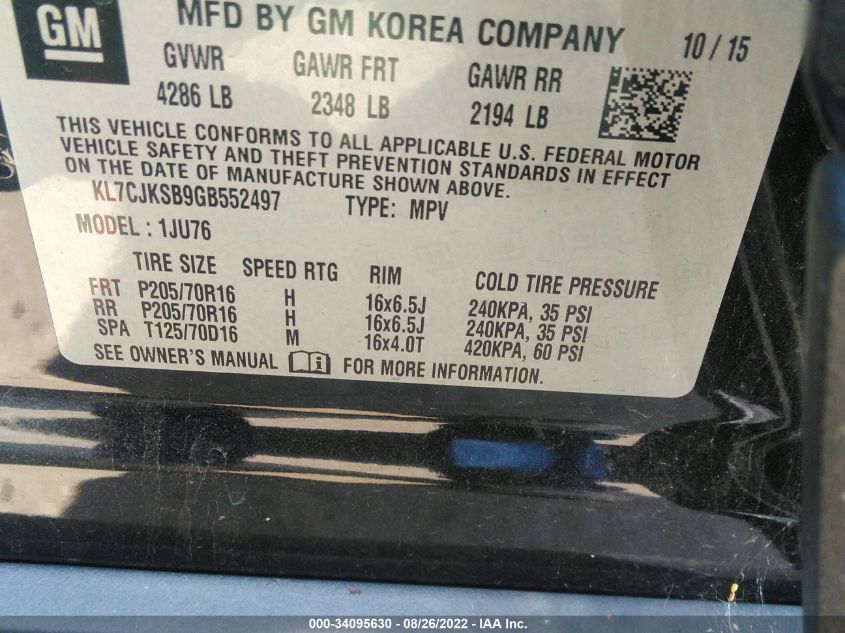 GM
MFD BY GM KOREA COMPANY 10/15
GVWR GAWR FRT GAWR RR
4286 LB 2348 LB 2194 LB
THIS VEHICLE CONFORMS TO ALL APPLICABLE U.S. FEDERAL MOTOR
VEHICLE SAFETY AND THEFT PREVENTION STANDARDS IN EFFECT
ON THE DATE OF MANUFACTURE SHOWN ABOVE.
KL7CJKSB9GB552497 TYPE: MPV
MODEL : 1JU76
TIRE SIZE SPEED RTG RIM COLD TIRE PRESSURE
FRT P205/70R16 H 16x6.5J 240KPA, 35 PSI
RR P205/70R16 H 16x6.5J 240KPA, 35 PSI
SPA T125/70D16 M 16x4.0T 420KPA, 60 PSI
SEE OWNER'S MANUAL i FOR MORE INFORMATION.
000-34095630 - 08/26/2022 - IAA Inc.